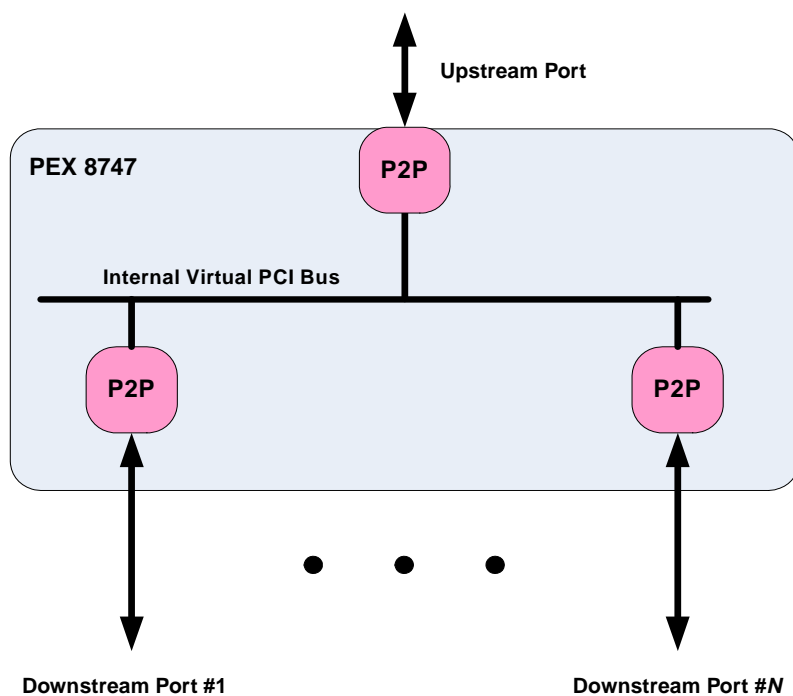 Upstream Port
PEX 8747
P2P
Internal Virtual PCI Bus
P2P
P2P
Downstream Port #1
Downstream Port #N